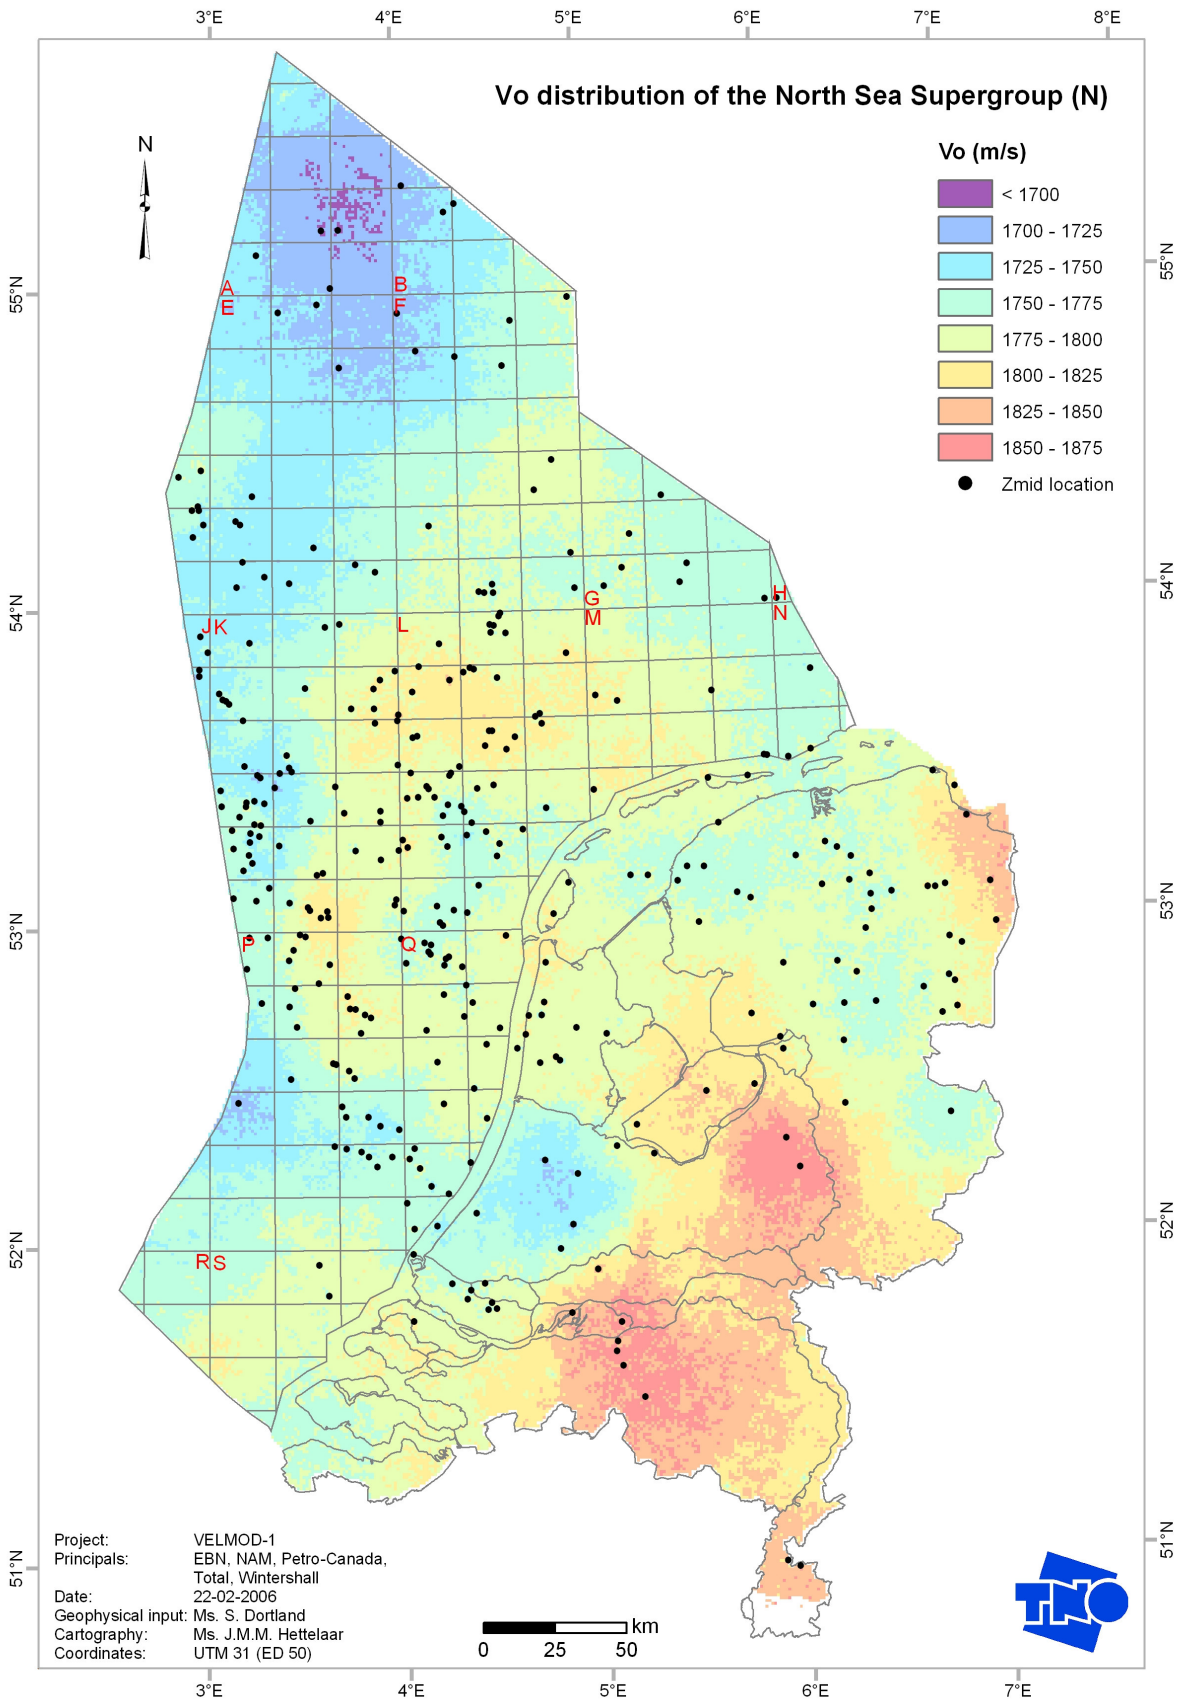 3°E 4°E 5°E 6°E 7°E 8°E
Vo distribution of the North Sea Supergroup (N)
N
Vo (m/s)
< 1700
1700 - 1725
1725 - 1750
1750 - 1775
1775 - 1800
1800 - 1825
1825 - 1850
1850 - 1875
Zmid location
55°N
55°N
A B
E F
54°N
54°N
G H
M N
J K L
53°N
53°N
P Q
52°N
52°N
R S
51°N
51°N
Project: VELMOD-1
Principals: EBN, NAM, Petro-Canada,
Total, Wintershall
Date: 22-02-2006
Geophysical input: Ms. S. Dortland
Cartography: Ms. J.M.M. Hettelaar
Coordinates: UTM 31 (ED 50)
km
0 25 50
TNO
3°E 4°E 5°E 6°E 7°E